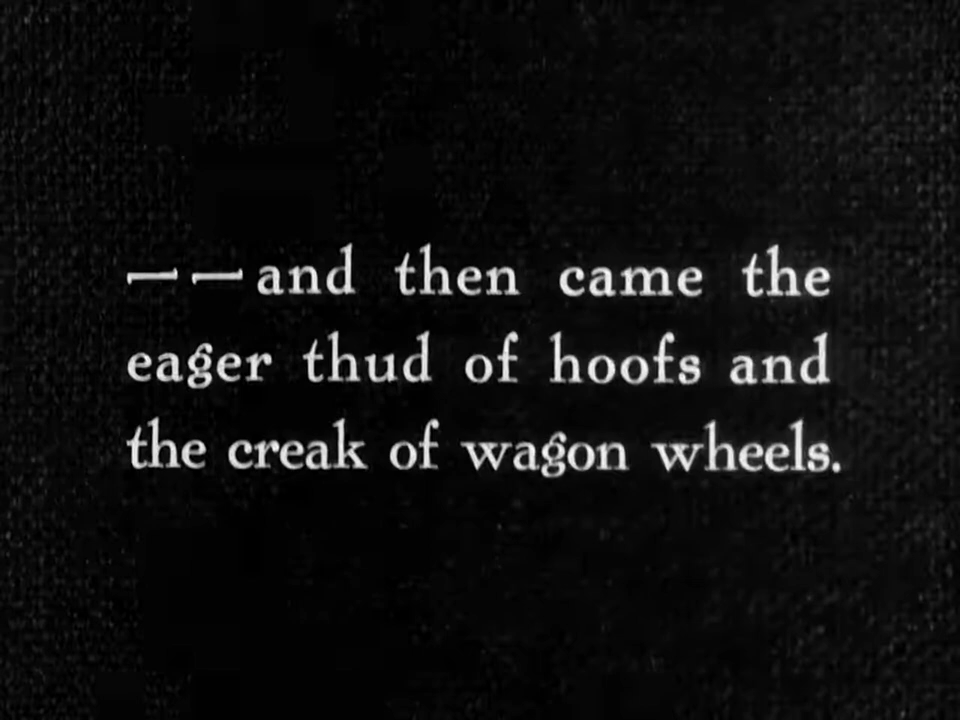 — — and then came the
eager thud of hoofs and
the creak of wagon wheels.